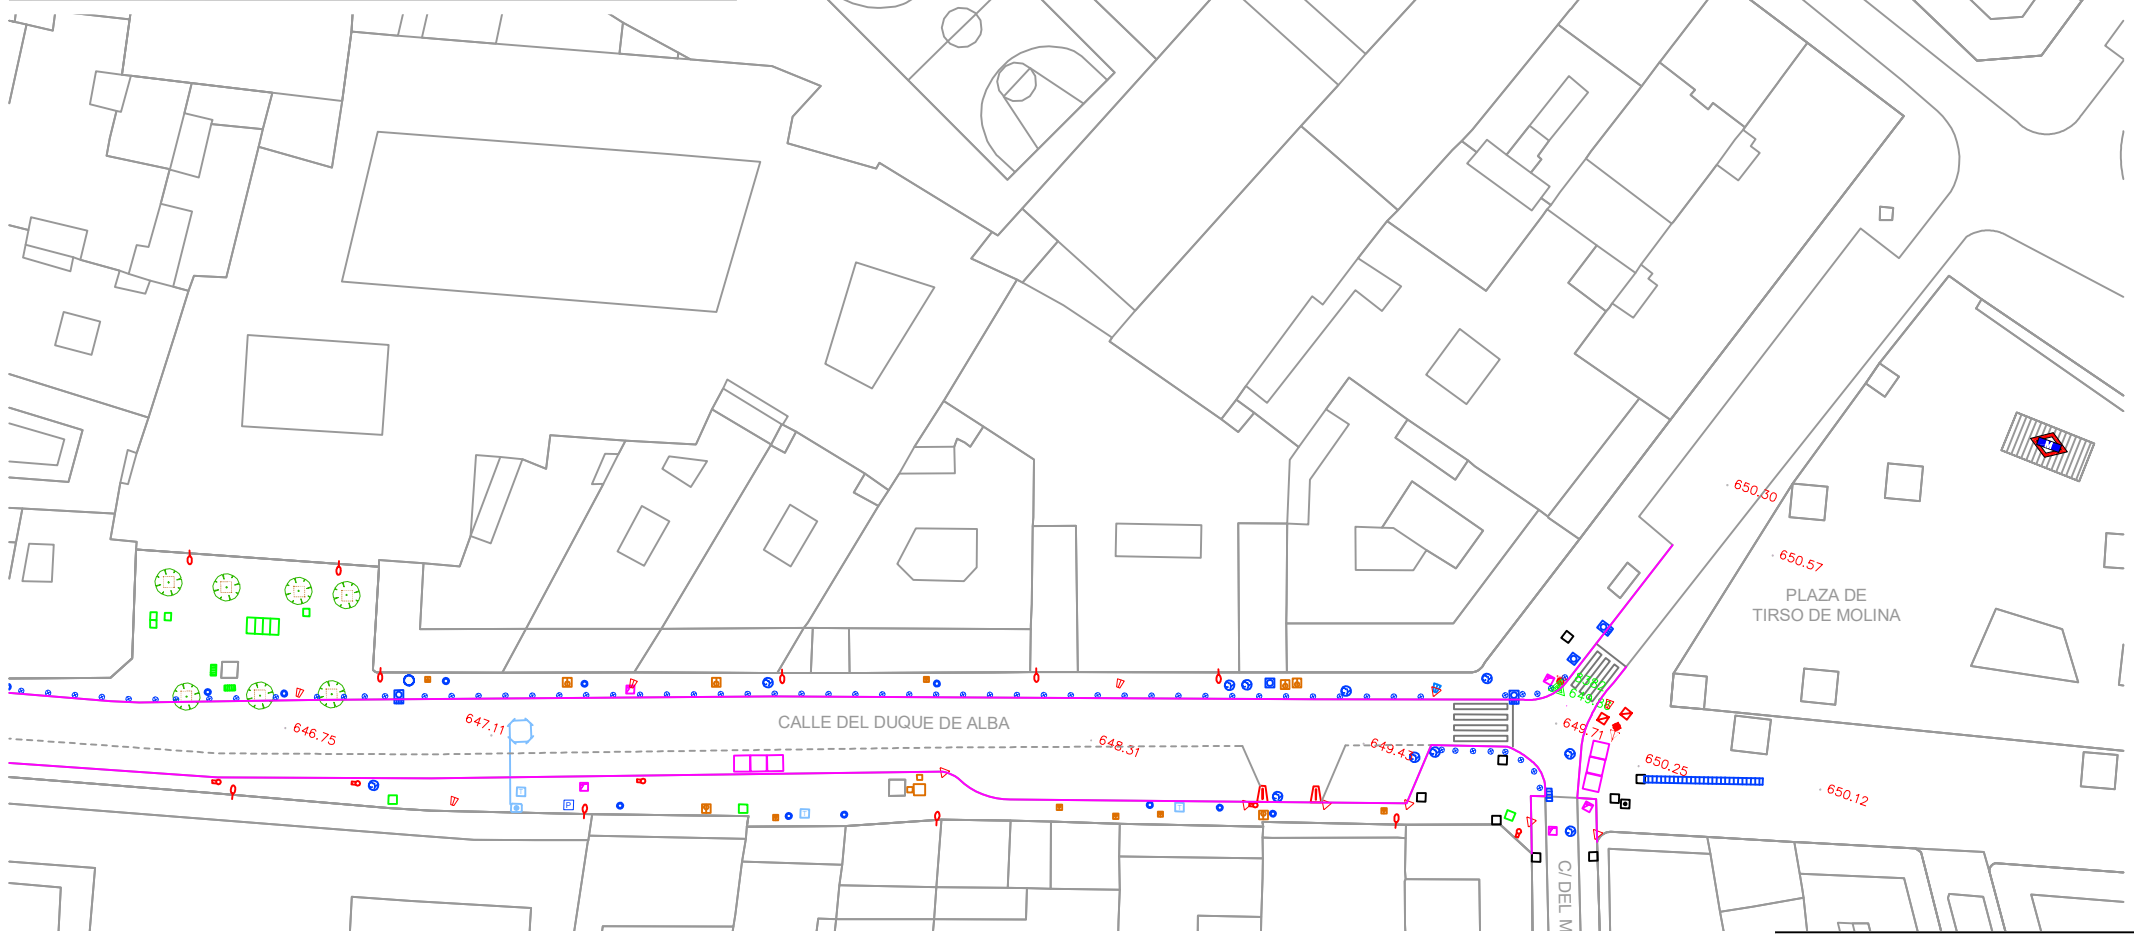 650.30
650.57
PLAZA DE
TIRSO DE MOLINA
647.11
646.75
CALLE DEL DUQUE DE ALBA
648.31
649.43
649.71
650.25
650.12
P
T
T
T
C/ DEL M